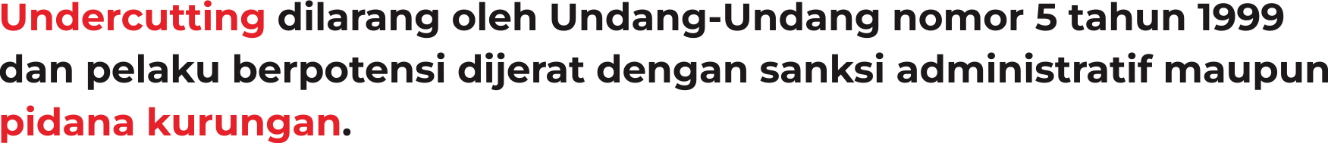 Undercutting dilarang oleh Undang-Undang nomor 5 tahun 1999
dan pelaku berpotensi dijerat dengan sanksi administratif maupun
pidana kurungan.